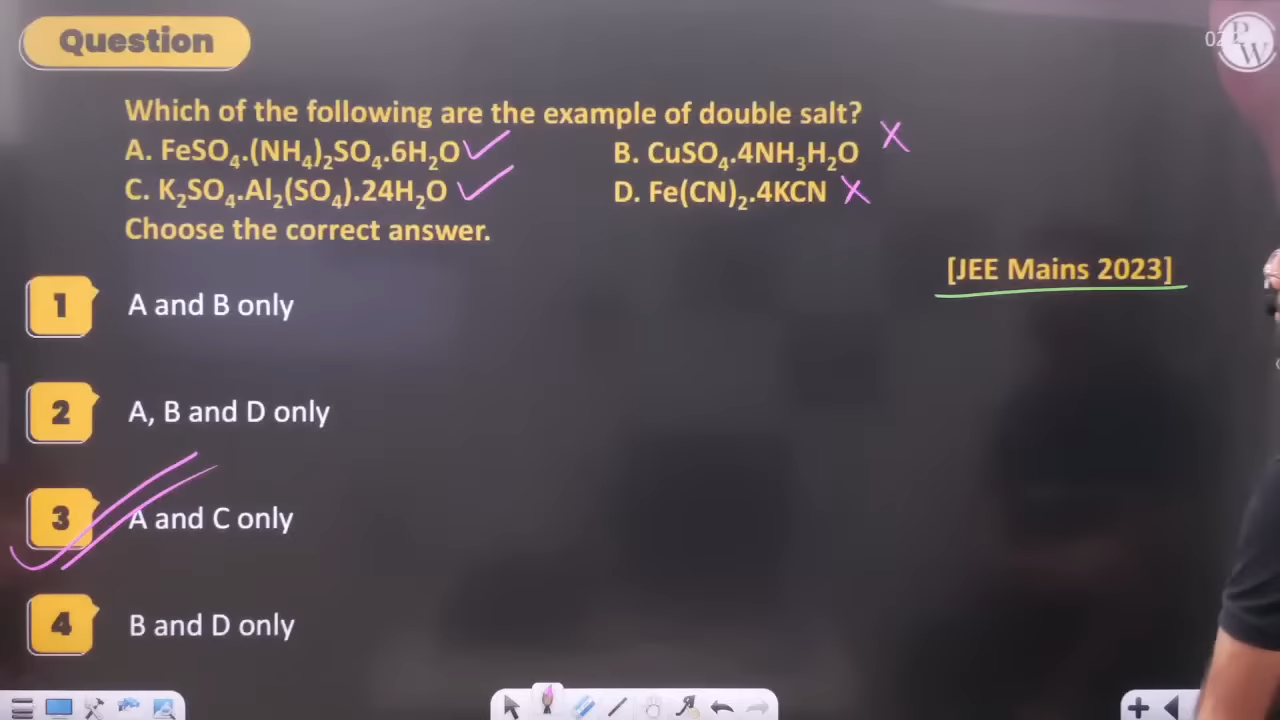 Question
02
PW
Which of the following are the example of double salt?
A. FeSO₄.(NH₄)₂SO₄.6H₂O B. CuSO₄.4NH₃H₂O
C. K₂SO₄.Al₂(SO₄).24H₂O D. Fe(CN)₂.4KCN
Choose the correct answer.
[JEE Mains 2023]
1 A and B only
2 A, B and D only
3 A and C only
4 B and D only